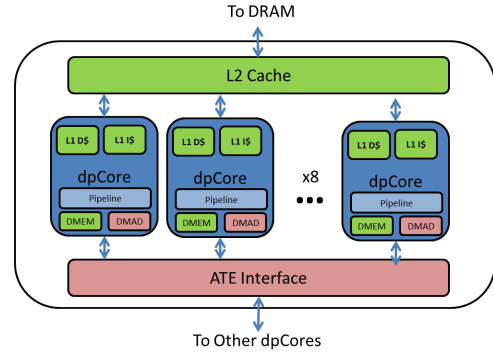 To DRAM
L2 Cache
L1 D$ L1 I$ L1 D$ L1 I$ L1 D$ L1 I$
dpCore dpCore x8 dpCore
Pipeline Pipeline ... Pipeline
DMEM DMAD DMEM DMAD DMEM DMAD
ATE Interface
To Other dpCores